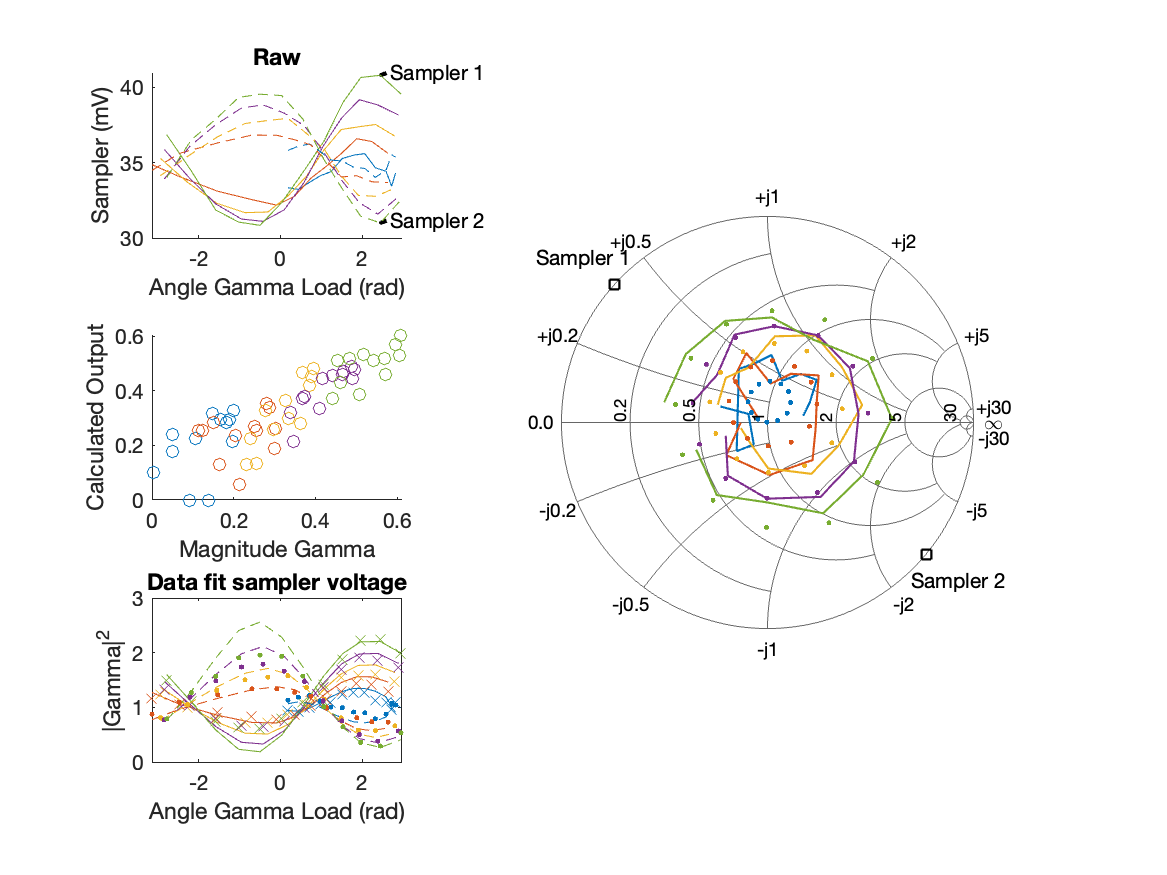 Raw
Sampler (mV)
40
35
30
-2
0
2
Angle Gamma Load (rad)
Sampler 1
Sampler 2
Calculated Output
0.6
0.4
0.2
0
0
0.2
0.4
0.6
Magnitude Gamma
Data fit sampler voltage
|Gamma|²
3
2
1
0
-2
0
2
Angle Gamma Load (rad)
+j1
+j0.5
+j2
Sampler 1
+j0.2
+j5
0.0
0.2
0.5
1
2
5
30
+j30
∞
-j30
-j0.2
-j5
Sampler 2
-j0.5
-j2
-j1